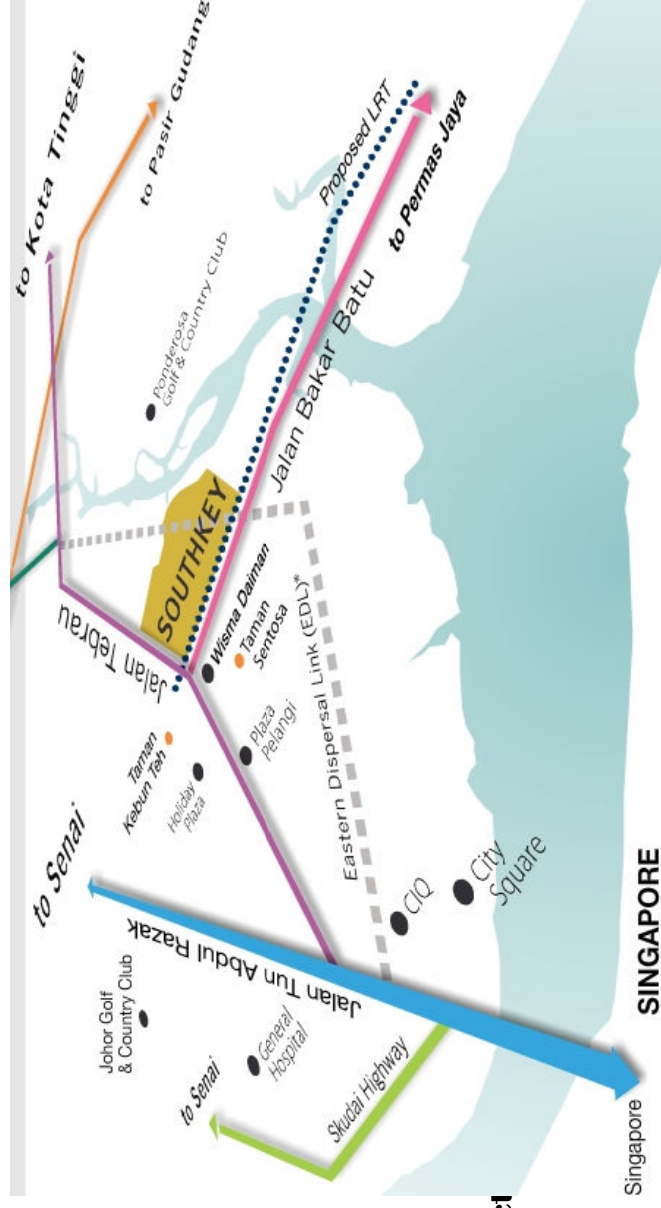 to Senai
Johor Golf
& Country Club
to Senai
General
Hospital
Skudai Highway
Jalan Tun Abdul Razak
Singapore
SINGAPORE
CIQ
City
Square
Taman
Kebun Teh
Holiday
Plaza
Plaza
Pelangi
Eastern Dispersal Link (EDL)*
Jalan Tebrau
SOUTHKEY
Wisma Daiman
Taman
Sentosa
Ponderosa
Golf & Country Club
Jalan Bakar Batu
Proposed LRT
to Permas Jaya
to Kota Tinggi
to Pasir Gudang